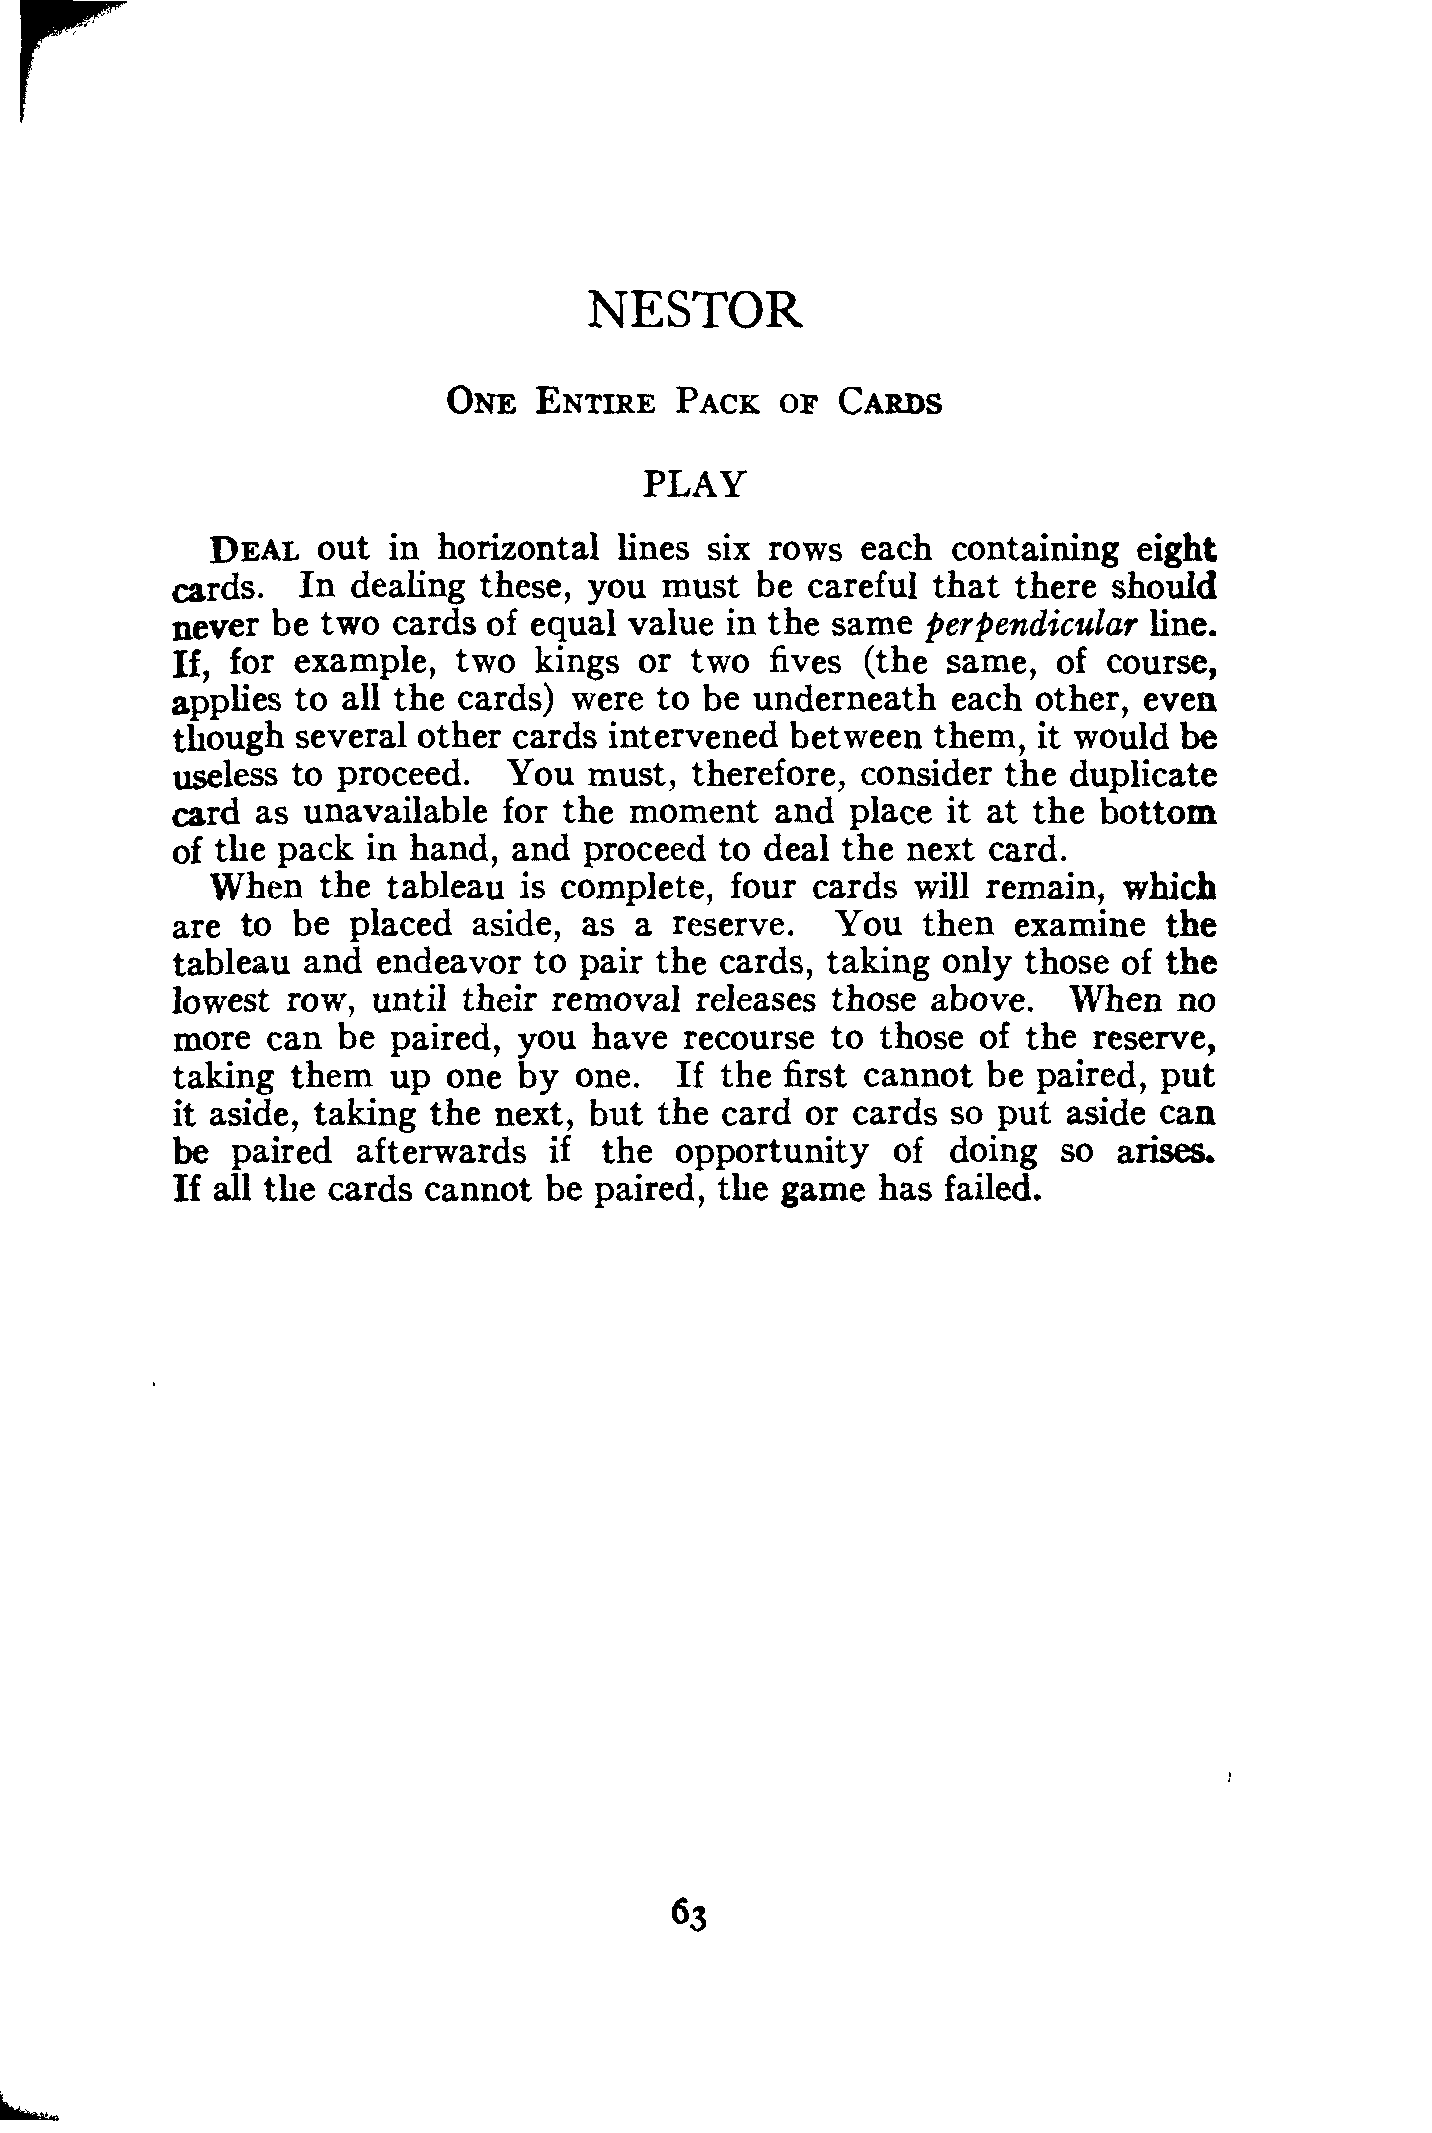 NESTOR
ONE ENTIRE PACK OF CARDS
PLAY
DEAL out in horizontal lines six rows each containing eight
cards. In dealing these, you must be careful that there should
never be two cards of equal value in the same perpendicular line.
If, for example, two kings or two fives (the same, of course,
applies to all the cards) were to be underneath each other, even
though several other cards intervened between them, it would be
useless to proceed. You must, therefore, consider the duplicate
card as unavailable for the moment and place it at the bottom
of the pack in hand, and proceed to deal the next card.
When the tableau is complete, four cards will remain, which
are to be placed aside, as a reserve. You then examine the
tableau and endeavor to pair the cards, taking only those of the
lowest row, until their removal releases those above. When no
more can be paired, you have recourse to those of the reserve,
taking them up one by one. If the first cannot be paired, put
it aside, taking the next, but the card or cards so put aside can
be paired afterwards if the opportunity of doing so arises.
If all the cards cannot be paired, the game has failed.
63